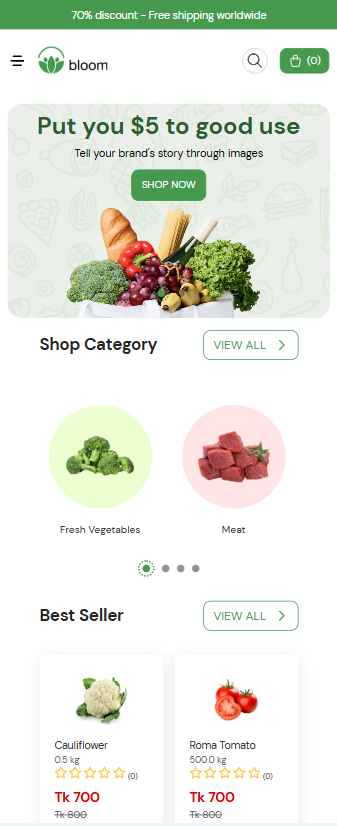 70% discount - Free shipping worldwide
bloom
(0)
Put you $5 to good use
Tell your brand's story through images
SHOP NOW
Shop Category
VIEW ALL
Fresh Vegetables
Meat
Best Seller
VIEW ALL
Cauliflower
0.5 kg
(0)
Tk 700
Tk 800
Roma Tomato
500.0 kg
(0)
Tk 700
Tk 800